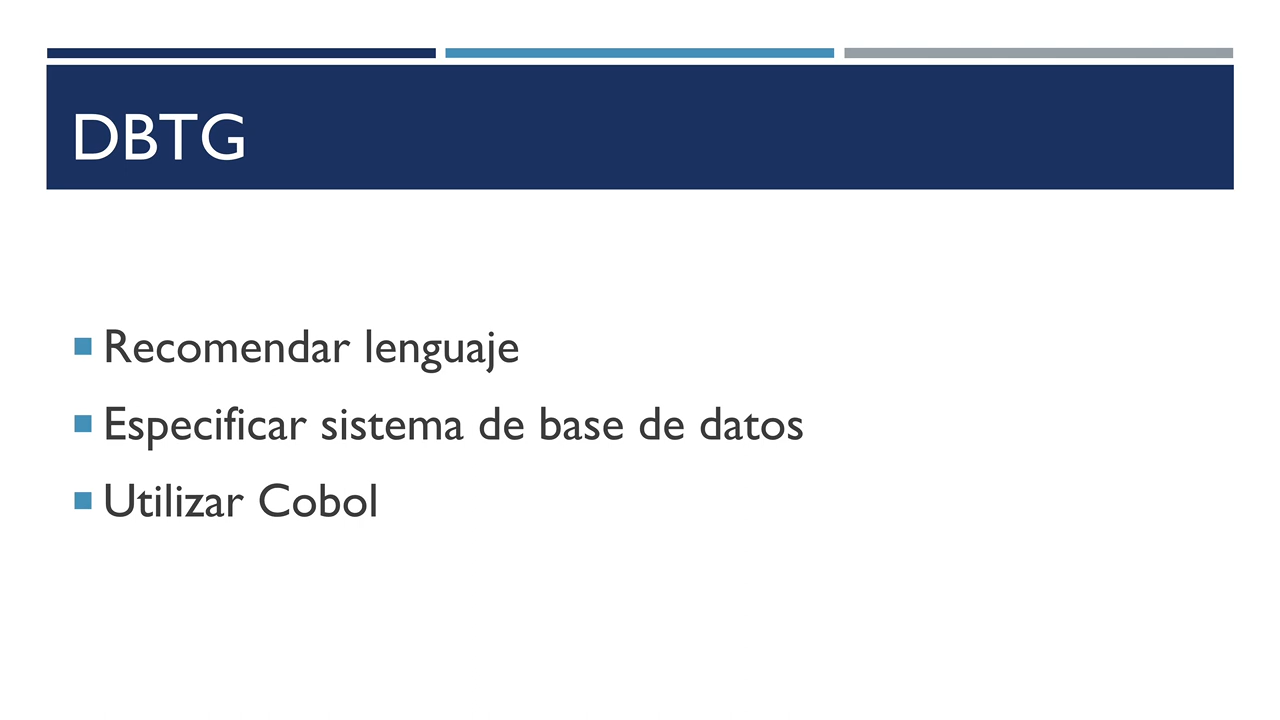 DBTG
Recomendar lenguaje
Especificar sistema de base de datos
Utilizar Cobol